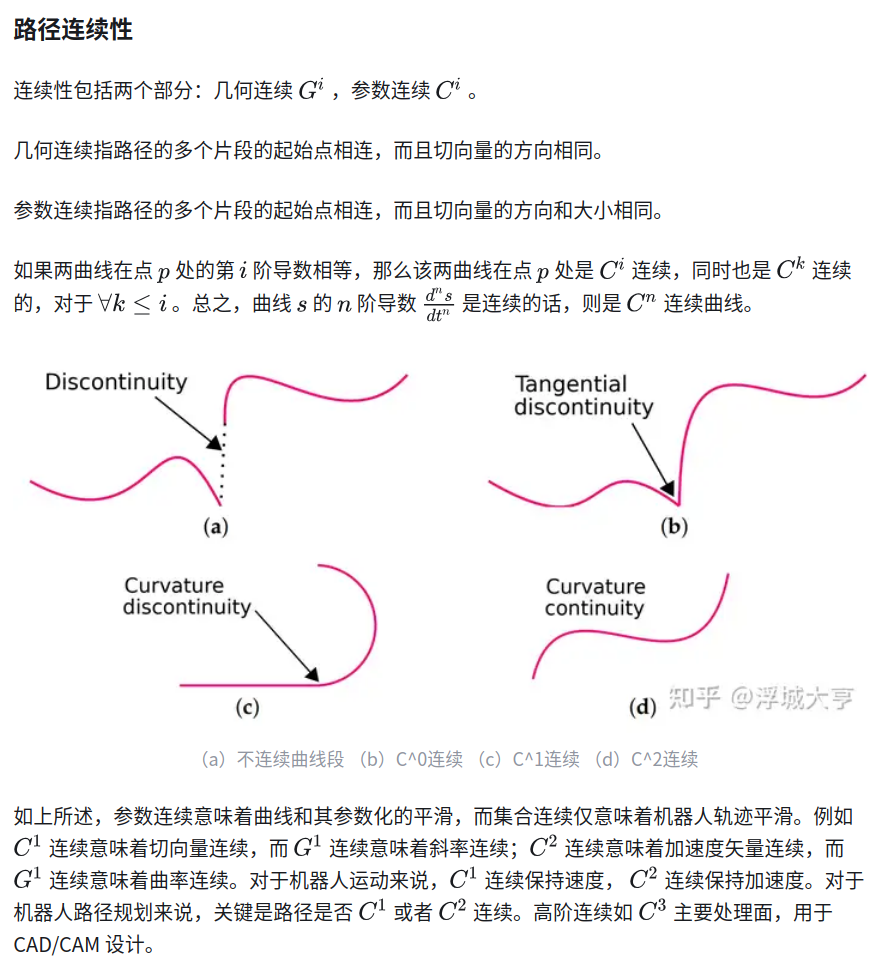 路径连续性
连续性包括两个部分：几何连续 G^i ，参数连续 C^i 。
几何连续指路径的多个片段的起始点相连，而且切向量的方向相同。
参数连续指路径的多个片段的起始点相连，而且切向量的方向和大小相同。
如果两曲线在点 p 处的第 i 阶导数相等，那么该两曲线在点 p 处是 C^i 连续，同时也是 C^k 连续
的，对于 ∀k ≤ i 。总之，曲线 s 的 n 阶导数 d^n s/dt^n 是连续的话，则是 C^n 连续曲线。
Discontinuity
Tangential
discontinuity
(a)
(b)
Curvature
discontinuity
Curvature
continuity
(c)
(d)
知乎 @浮城大亨
（a）不连续曲线段 （b）C^0连续 （c）C^1连续 （d）C^2连续
如上所述，参数连续意味着曲线和其参数化的平滑，而集合连续仅意味着机器人轨迹平滑。例如
C^1 连续意味着切向量连续，而 G^1 连续意味着斜率连续；C^2 连续意味着加速度矢量连续，而
G^1 连续意味着曲率连续。对于机器人运动来说，C^1 连续保持速度， C^2 连续保持加速度。对于
机器人路径规划来说，关键是路径是否 C^1 或者 C^2 连续。高阶连续如 C^3 主要处理面，用于
CAD/CAM 设计。